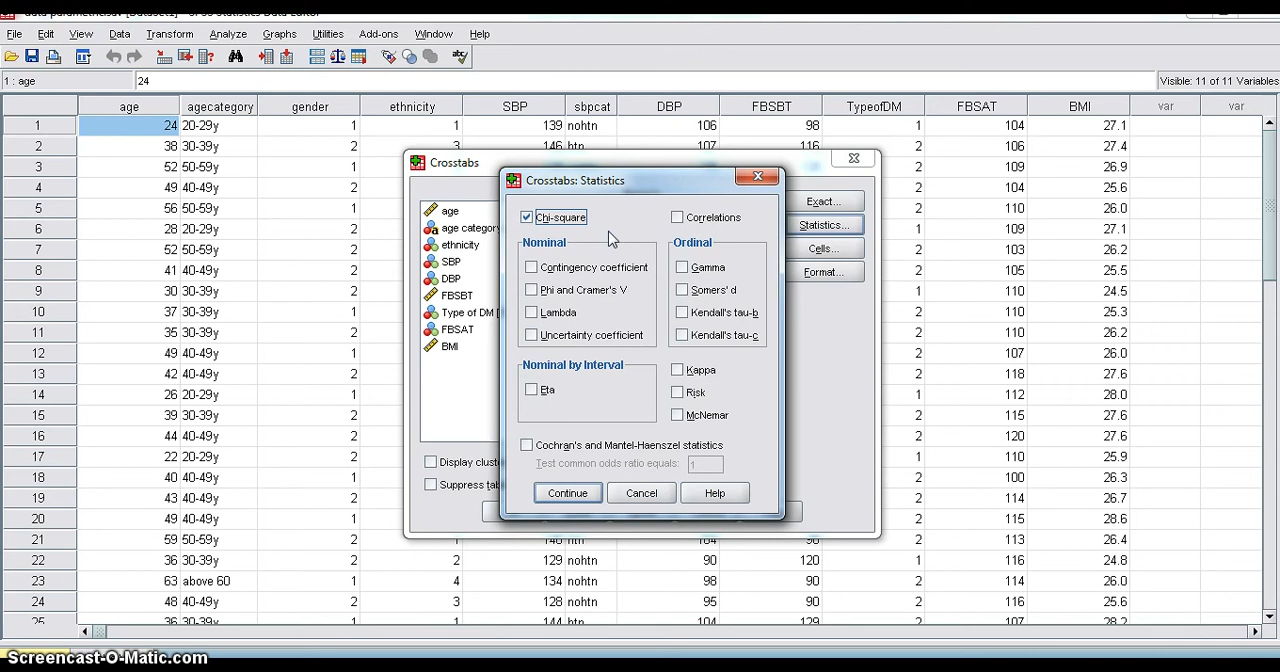 File Edit View Data Transform Analyze Graphs Utilities Add-ons Window Help
1 : age 24 Visible: 11 of 11 Variables
age agecategory gender ethnicity SBP sbpcat DBP FBSBT TypeofDM FBSAT BMI var var
1 24 20-29y 1 1 139 nohtn 106 98 1 104 27.1
2 38 30-39y 2 3 146 htn 107 116 2 106 27.4
3 52 50-59y 1 2 109 26.9
4 49 40-49y 2 1 104 25.6
5 56 50-59y 1 2 110 26.0
6 28 20-29y 2 1 109 27.1
7 52 50-59y 2 2 103 26.2
8 41 40-49y 2 2 105 25.5
9 30 30-39y 1 2 110 24.5
10 37 30-39y 2 2 110 25.3
11 35 30-39y 1 2 110 26.2
12 49 40-49y 2 2 107 26.0
13 42 40-49y 2 2 118 27.6
14 26 20-29y 1 1 112 28.0
15 39 30-39y 2 2 115 27.6
16 44 40-49y 2 2 120 27.6
17 22 20-29y 2 1 110 25.9
18 40 40-49y 1 2 100 26.3
19 43 40-49y 2 2 114 26.7
20 49 40-49y 2 2 115 28.6
21 59 50-59y 1 2 113 26.4
22 36 30-39y 2 2 129 nohtn 90 120 1 116 24.8
23 63 above 60 1 4 134 nohtn 98 90 2 114 26.0
24 48 40-49y 2 3 128 nohtn 95 90 2 116 25.6
25
Crosstabs
age
age category
ethnicity
SBP
DBP
FBSBT
Type of DM [
FBSAT
BMI
Exact...
Statistics...
Cells...
Format...
Display cluste
Suppress tab
Crosstabs: Statistics
Chi-square Correlations
Nominal Ordinal
Contingency coefficient Gamma
Phi and Cramer's V Somers' d
Lambda Kendall's tau-b
Uncertainty coefficient Kendall's tau-c
Nominal by Interval Kappa
Eta Risk
McNemar
Cochran's and Mantel-Haenszel statistics
Test common odds ratio equals: 1
Continue Cancel Help
Screencast-O-Matic.com